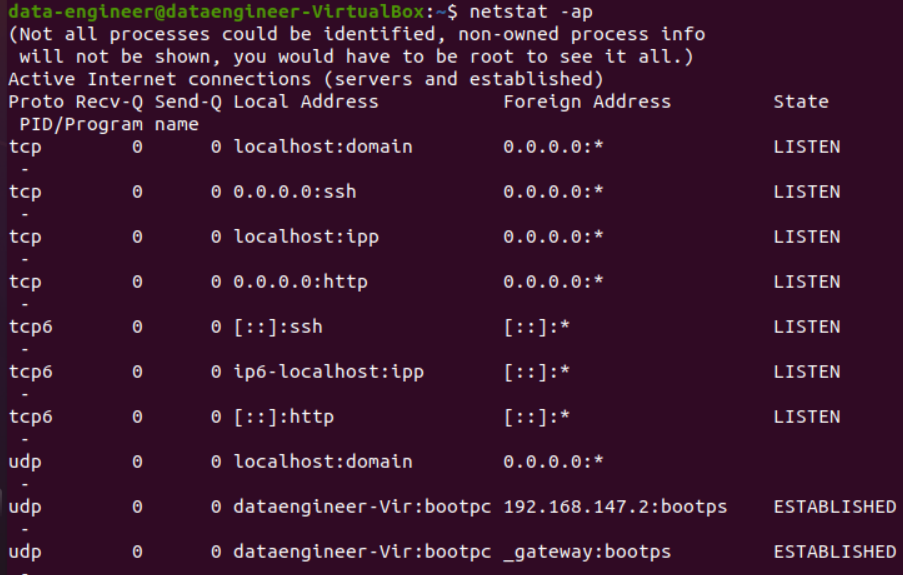 data-engineer@dataengineer-VirtualBox:~$ netstat -ap
(Not all processes could be identified, non-owned process info
 will not be shown, you would have to be root to see it all.)
Active Internet connections (servers and established)
Proto Recv-Q Send-Q Local Address           Foreign Address         State
 PID/Program name
tcp        0      0 localhost:domain        0.0.0.0:*               LISTEN
 -
tcp        0      0 0.0.0.0:ssh             0.0.0.0:*               LISTEN
 -
tcp        0      0 localhost:ipp           0.0.0.0:*               LISTEN
 -
tcp        0      0 0.0.0.0:http            0.0.0.0:*               LISTEN
 -
tcp6       0      0 [::]:ssh                [::]:*                  LISTEN
 -
tcp6       0      0 ip6-localhost:ipp       [::]:*                  LISTEN
 -
tcp6       0      0 [::]:http               [::]:*                  LISTEN
 -
udp        0      0 localhost:domain        0.0.0.0:*
 -
udp        0      0 dataengineer-Vir:bootpc 192.168.147.2:bootps    ESTABLISHED
 -
udp        0      0 dataengineer-Vir:bootpc _gateway:bootps         ESTABLISHED
 -